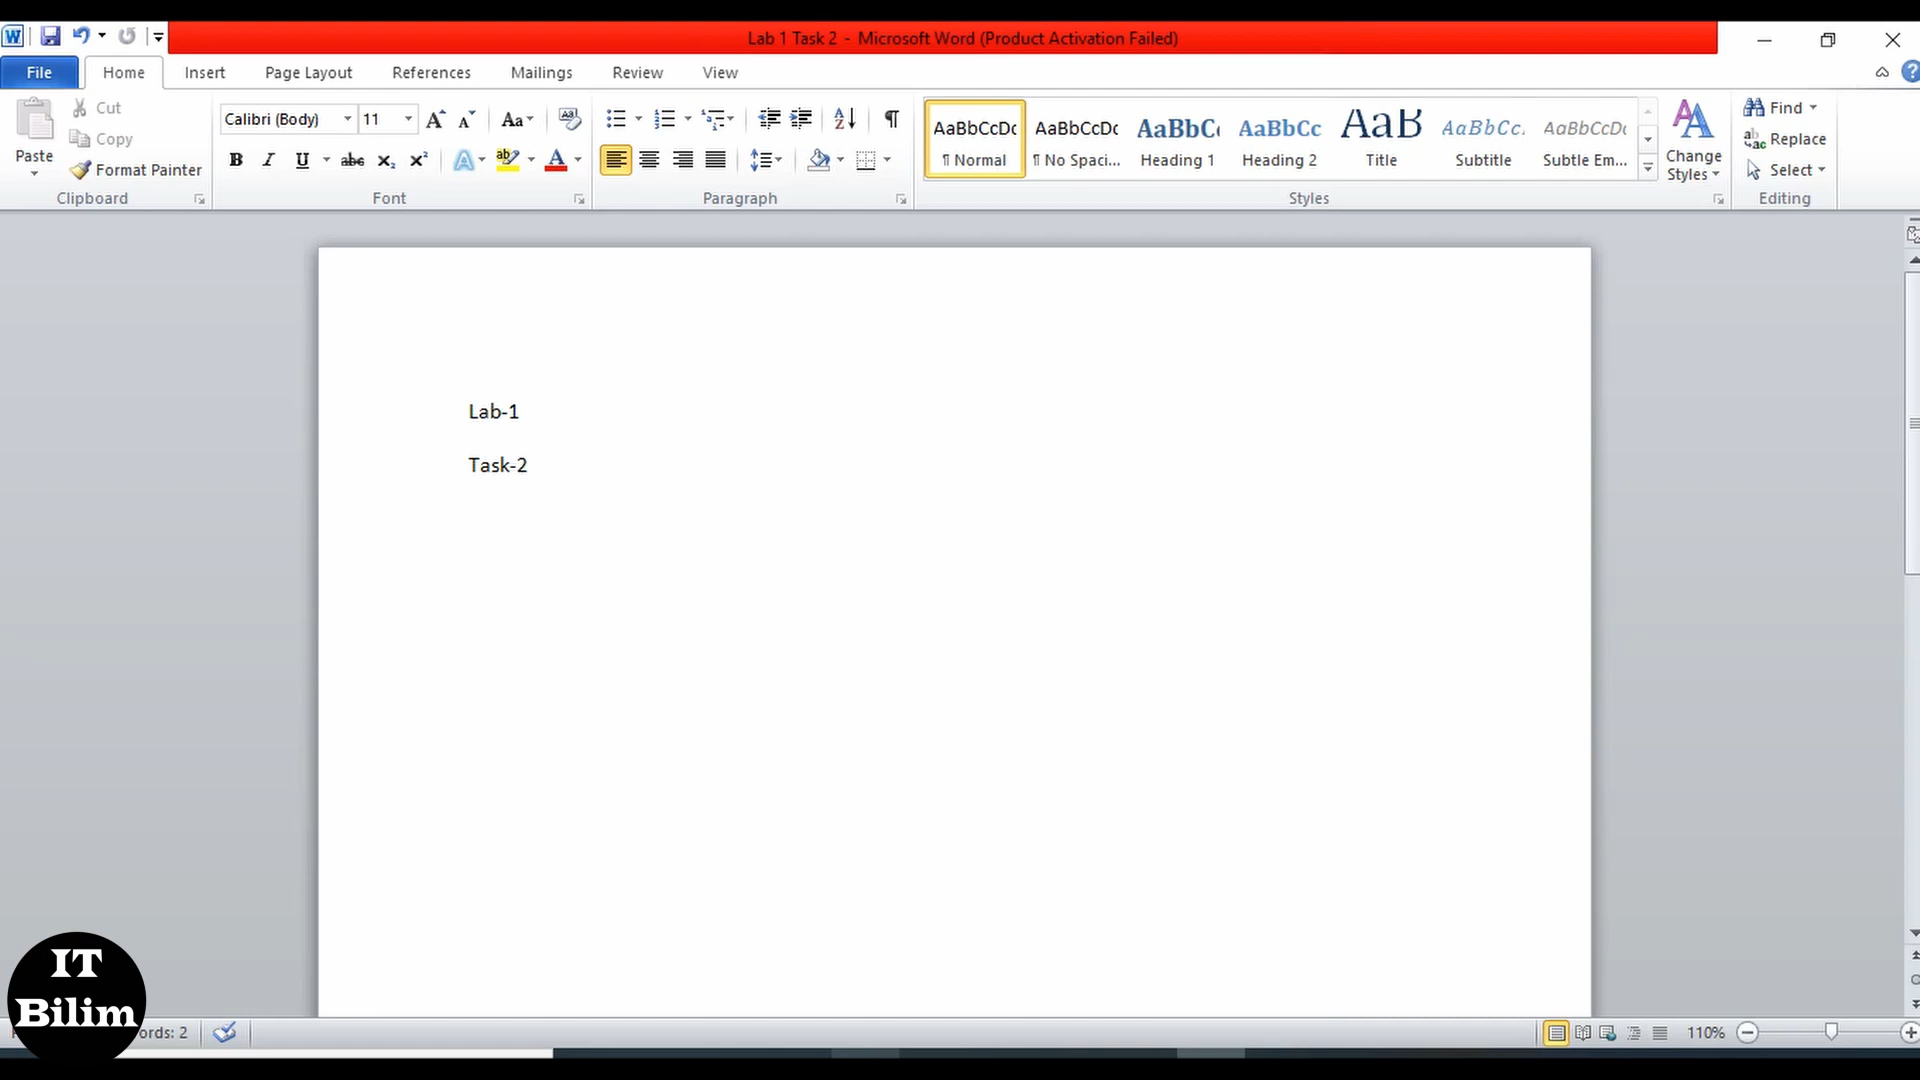 Lab 1 Task 2 - Microsoft Word (Product Activation Failed)
File Home Insert Page Layout References Mailings Review View
Paste
Cut
Copy
Format Painter
Clipboard
Calibri (Body) 11
Font
Paragraph
AaBbCcDc AaBbCcDc AaBbCc AaBbCc AaB AaBbCc. AaBbCcDc
¶ Normal ¶ No Spaci... Heading 1 Heading 2 Title Subtitle Subtle Em...
Styles
Change
Styles
Find
Replace
Select
Editing
Lab-1
Task-2
IT
Bilim
ords: 2
110%